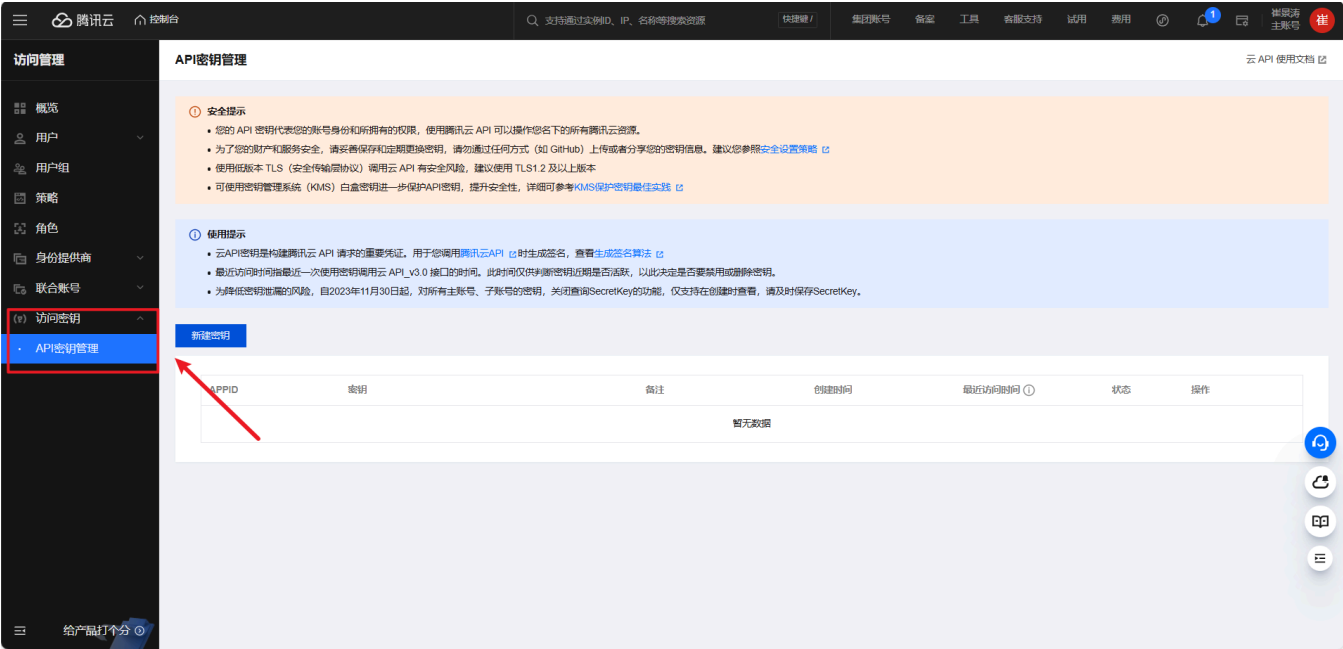 腾讯云 控制台 支持通过实例ID、IP、名称等搜索资源 快捷键 / 集团账号 备案 工具 客服支持 试用 费用 1 崔景涛 崔
主账号
访问管理
API密钥管理
云 API 使用文档
概览
用户
用户组
策略
角色
身份提供商
联合账号
访问密钥
API密钥管理
安全提示
您的 API 密钥代表您的账号身份和所拥有的权限，使用腾讯云 API 可以操作您名下的所有腾讯云资源。
为了您的财产和服务安全，请妥善保存和定期更换密钥，请勿通过任何方式（如 GitHub）上传或者分享您的密钥信息。建议您参照安全设置策略
使用低版本 TLS（安全传输层协议）调用云 API 有安全风险，建议使用 TLS1.2 及以上版本
可使用密钥管理系统（KMS）白盒密钥进一步保护API密钥，提升安全性，详细可参考KMS保护密钥最佳实践
使用提示
云API密钥是构建腾讯云 API 请求的重要凭证。用于您调用腾讯云API 时生成签名，查看生成签名算法
最近访问时间指最近一次使用密钥调用云 API_v3.0 接口的时间。此时间仅供判断密钥近期是否活跃，以此决定是否要禁用或删除密钥。
为降低密钥泄漏的风险，自2023年11月30日起，对所有主账号、子账号的密钥，关闭查询SecretKey的功能，仅支持在创建时查看，请及时保存SecretKey。
新建密钥
APPID 密钥 备注 创建时间 最近访问时间 状态 操作
暂无数据
给产品打个分